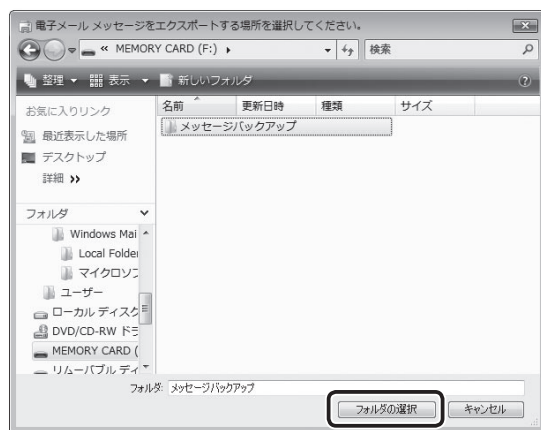 電子メール メッセージをエクスポートする場所を選択してください。
« MEMORY CARD (F:)
検索
整理 表示 新しいフォルダ
お気に入りリンク
最近表示した場所
デスクトップ
詳細 »
フォルダ
Windows Mai
Local Folder
マイクロソフ
ユーザー
ローカル ディスク
DVD/CD-RW ドラ
MEMORY CARD (
リムーバブル ディ
名前 更新日時 種類 サイズ
メッセージバックアップ
フォルダ: メッセージバックアップ
フォルダの選択 キャンセル